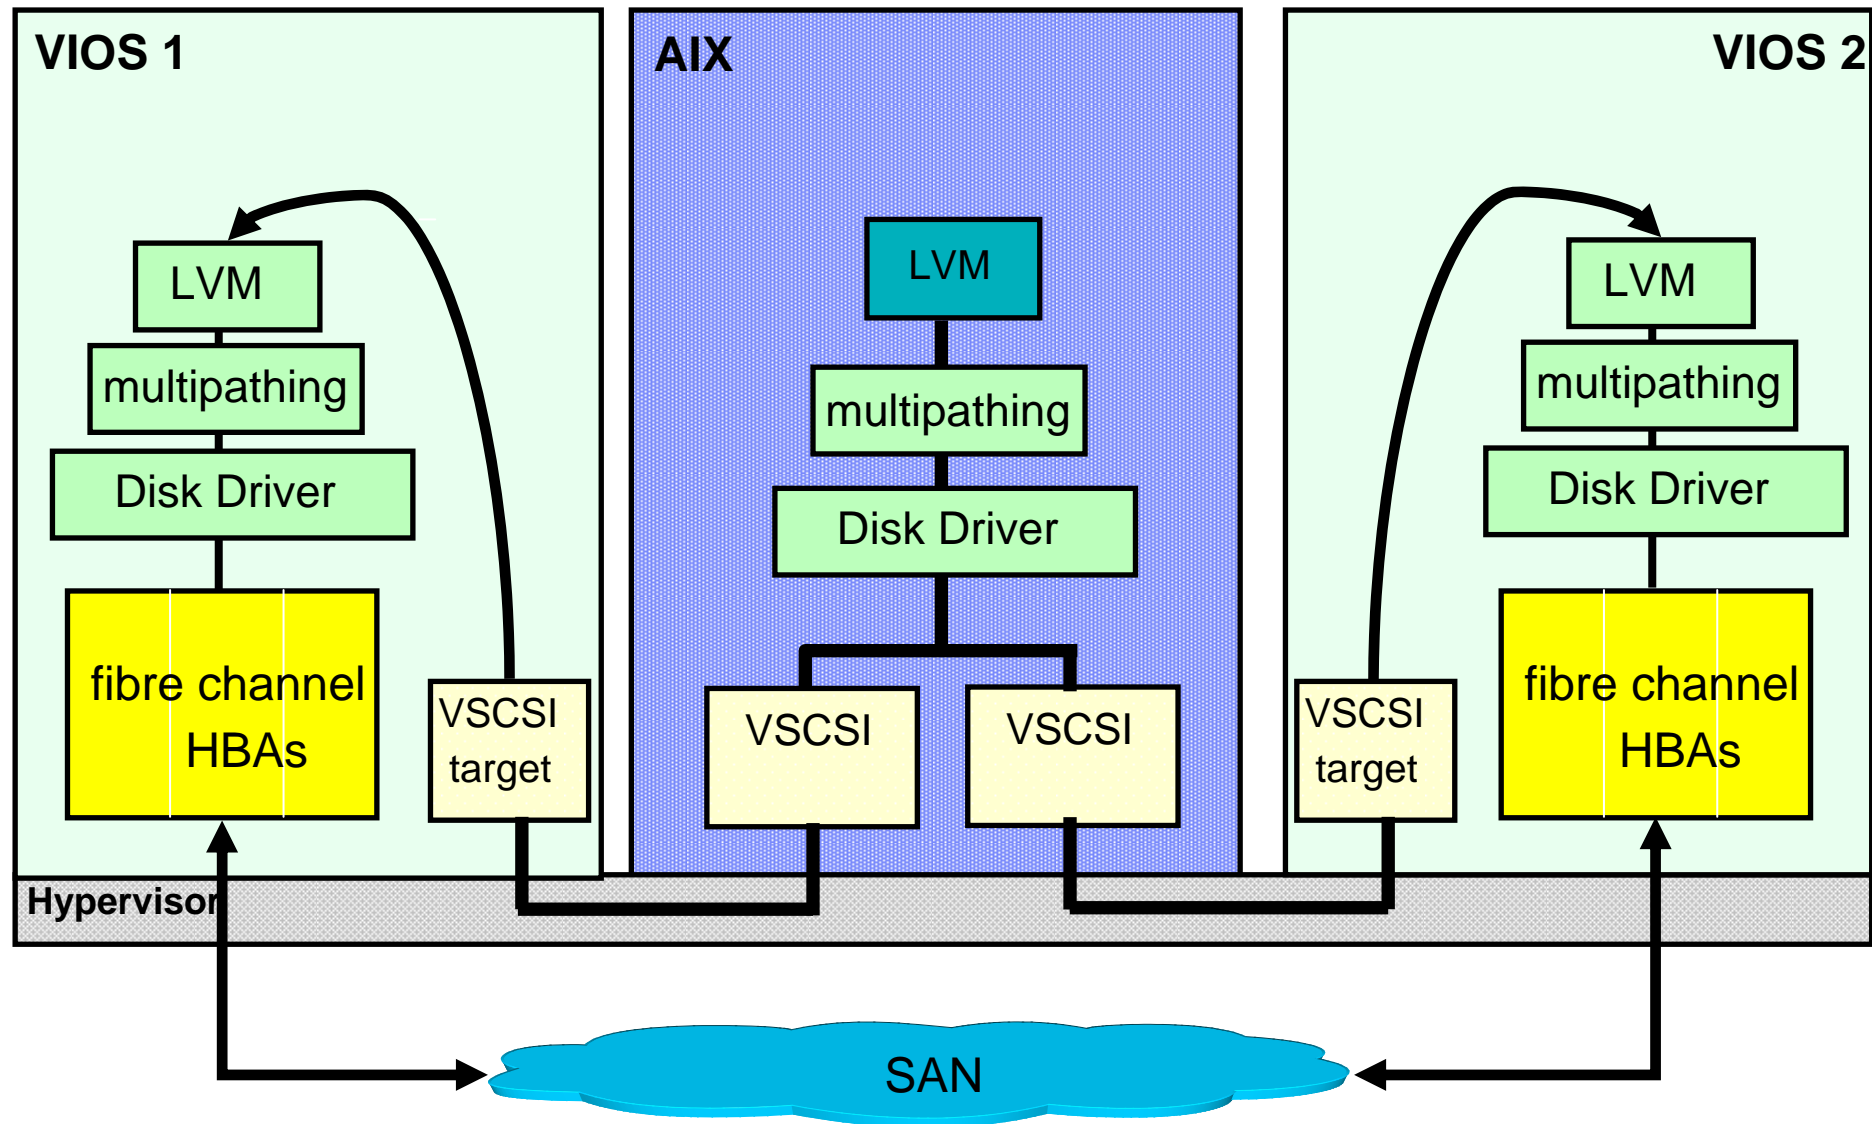 VIOS 1
LVM
multipathing
Disk Driver
fibre channel
HBAs
VSCSI
target
AIX
LVM
multipathing
Disk Driver
VSCSI
VSCSI
VIOS 2
LVM
multipathing
Disk Driver
VSCSI
target
fibre channel
HBAs
Hypervisor
SAN